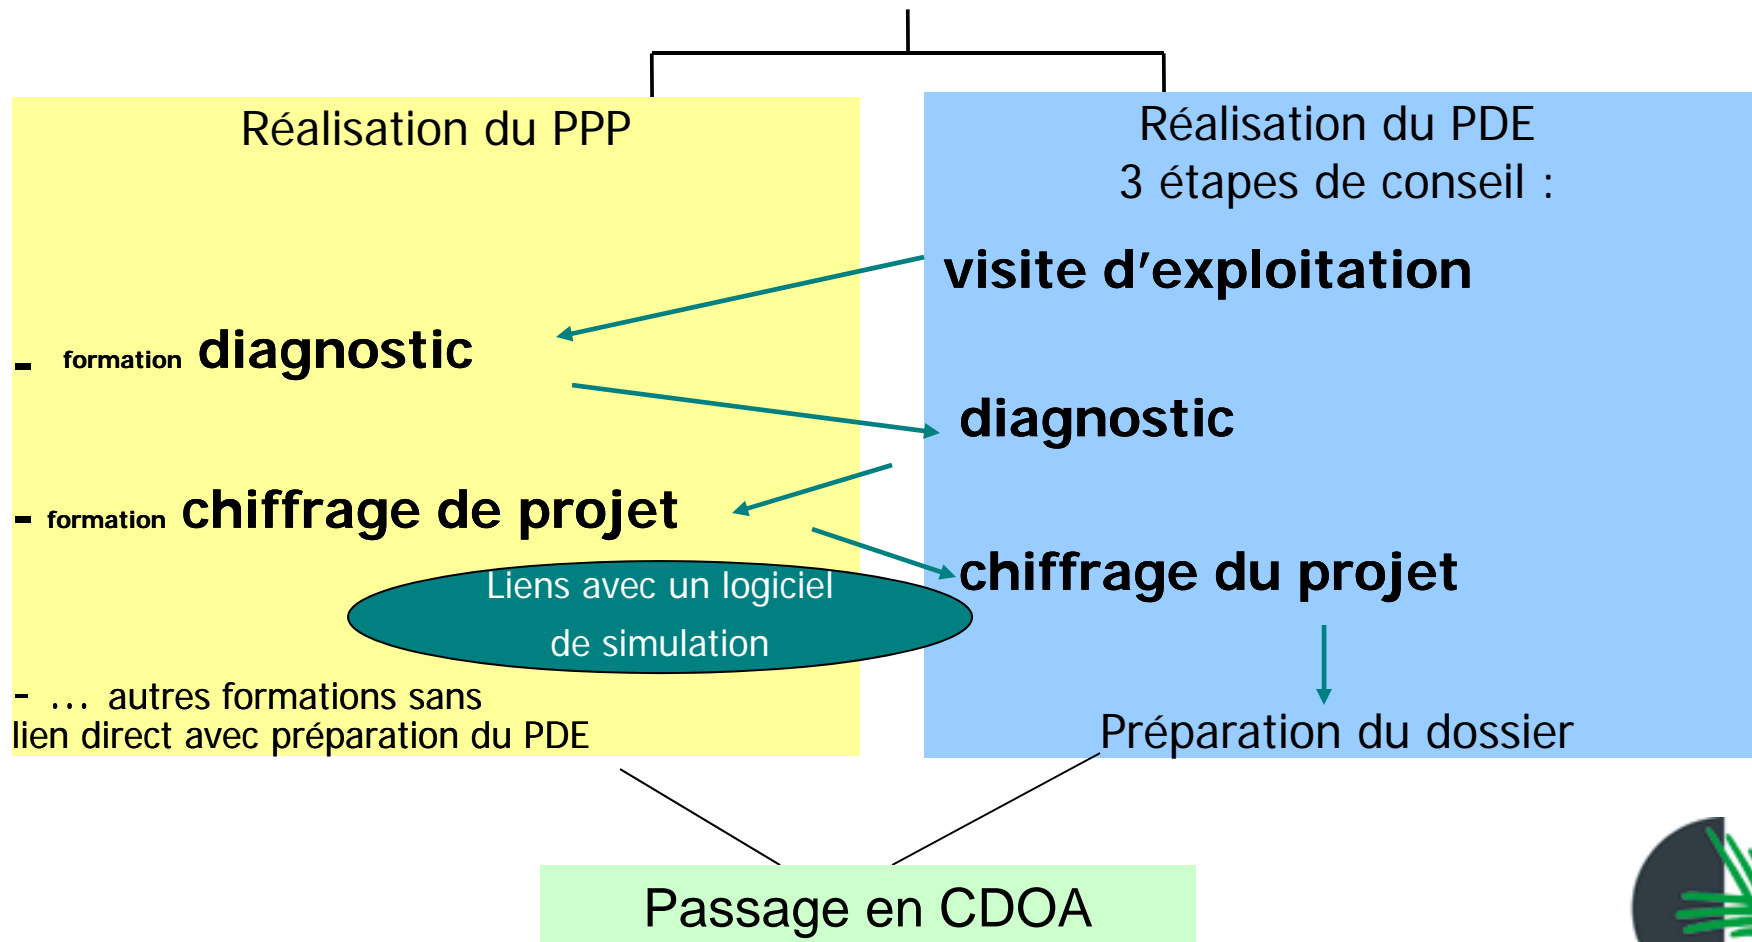 Réalisation du PPP
- formation diagnostic
- formation chiffrage de projet
Liens avec un logiciel
de simulation
- ... autres formations sans
lien direct avec préparation du PDE
Réalisation du PDE
3 étapes de conseil :
visite d'exploitation
diagnostic
chiffrage du projet
Préparation du dossier
Passage en CDOA